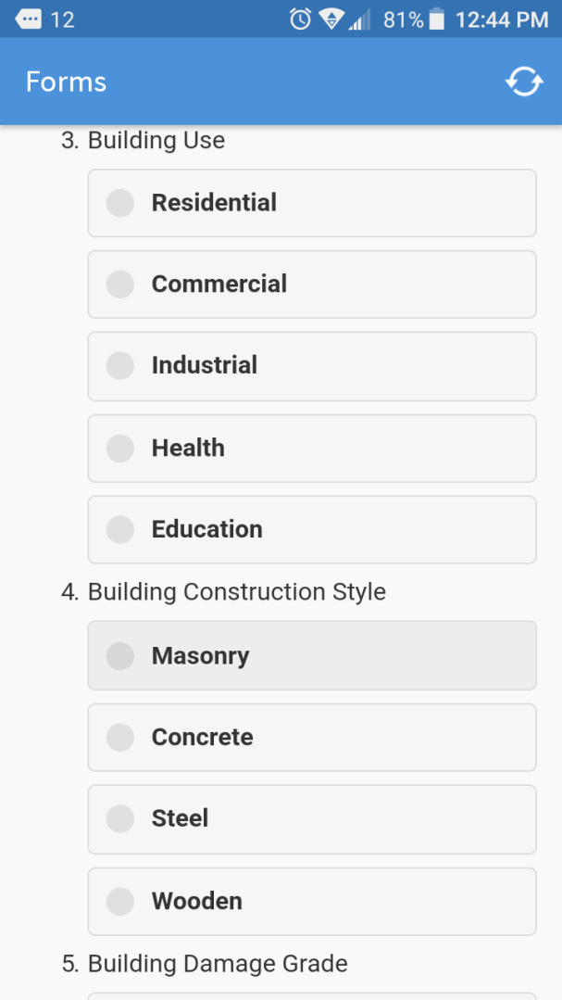 12 81% 12:44 PM
Forms
3. Building Use
Residential
Commercial
Industrial
Health
Education
4. Building Construction Style
Masonry
Concrete
Steel
Wooden
5. Building Damage Grade